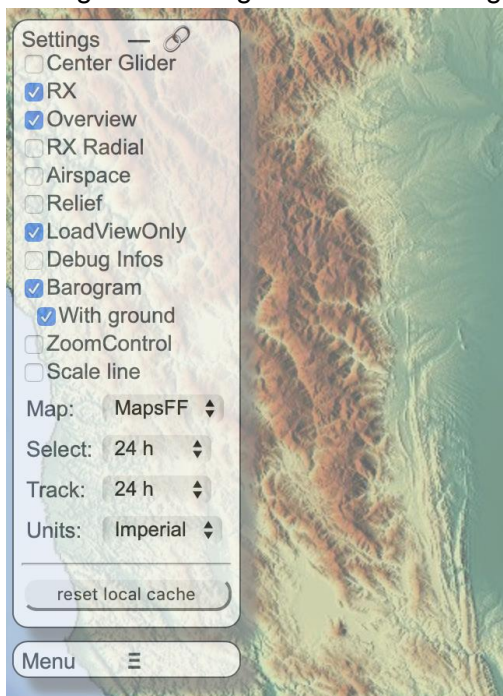 Settings
Center Glider
RX
Overview
RX Radial
Airspace
Relief
LoadViewOnly
Debug Infos
Barogram
With ground
ZoomControl
Scale line
Map: MapsFF
Select: 24 h
Track: 24 h
Units: Imperial
reset local cache
Menu